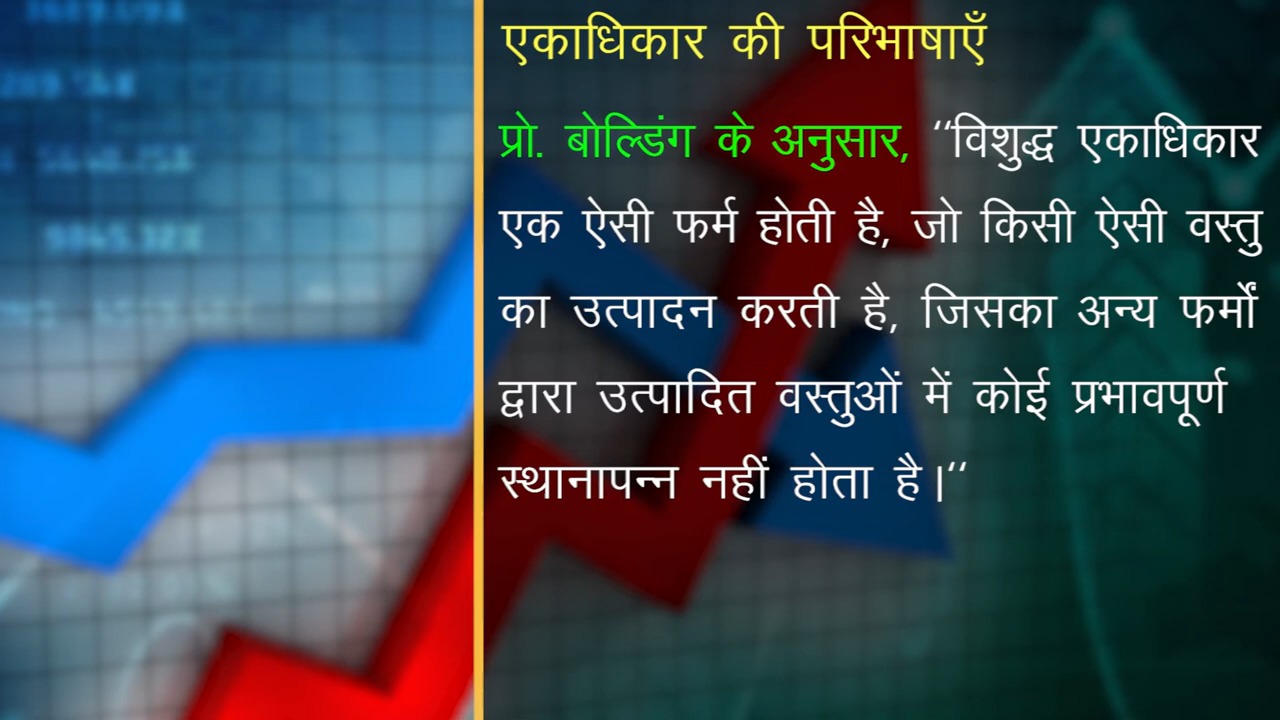 एकाधिकार की परिभाषाएँ
प्रो. बोल्डिंग के अनुसार, ‘‘विशुद्ध एकाधिकार
एक ऐसी फर्म होती है, जो किसी ऐसी वस्तु
का उत्पादन करती है, जिसका अन्य फर्मों
द्वारा उत्पादित वस्तुओं में कोई प्रभावपूर्ण
स्थानापन्न नहीं होता है।‘‘